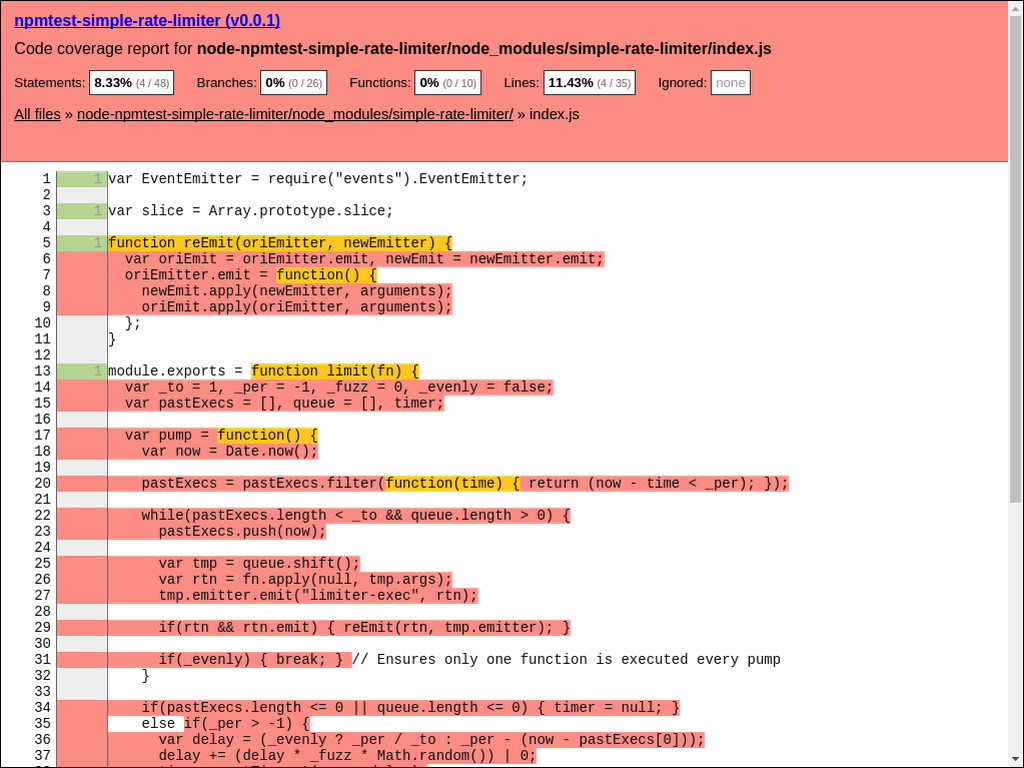 npmtest-simple-rate-limiter (v0.0.1)
Code coverage report for node-npmtest-simple-rate-limiter/node_modules/simple-rate-limiter/index.js
Statements: 8.33% (4 / 48) Branches: 0% (0 / 26) Functions: 0% (0 / 10) Lines: 11.43% (4 / 35) Ignored: none
All files » node-npmtest-simple-rate-limiter/node_modules/simple-rate-limiter/ » index.js
1 1 var EventEmitter = require("events").EventEmitter;
2
3 1 var slice = Array.prototype.slice;
4
5 1 function reEmit(oriEmitter, newEmitter) {
6   var oriEmit = oriEmitter.emit, newEmit = newEmitter.emit;
7   oriEmitter.emit = function() {
8     newEmit.apply(newEmitter, arguments);
9     oriEmit.apply(oriEmitter, arguments);
10   };
11 }
12
13 1 module.exports = function limit(fn) {
14   var _to = 1, _per = -1, _fuzz = 0, _evenly = false;
15   var pastExecs = [], queue = [], timer;
16
17   var pump = function() {
18     var now = Date.now();
19
20     pastExecs = pastExecs.filter(function(time) { return (now - time < _per); });
21
22     while(pastExecs.length < _to && queue.length > 0) {
23       pastExecs.push(now);
24
25       var tmp = queue.shift();
26       var rtn = fn.apply(null, tmp.args);
27       tmp.emitter.emit("limiter-exec", rtn);
28
29       if(rtn && rtn.emit) { reEmit(rtn, tmp.emitter); }
30
31       if(_evenly) { break; } // Ensures only one function is executed every pump
32     }
33
34     if(pastExecs.length <= 0 || queue.length <= 0) { timer = null; }
35     else if(_per > -1) {
36       var delay = (_evenly ? _per / _to : _per - (now - pastExecs[0]));
37       delay += (delay * _fuzz * Math.random()) | 0;